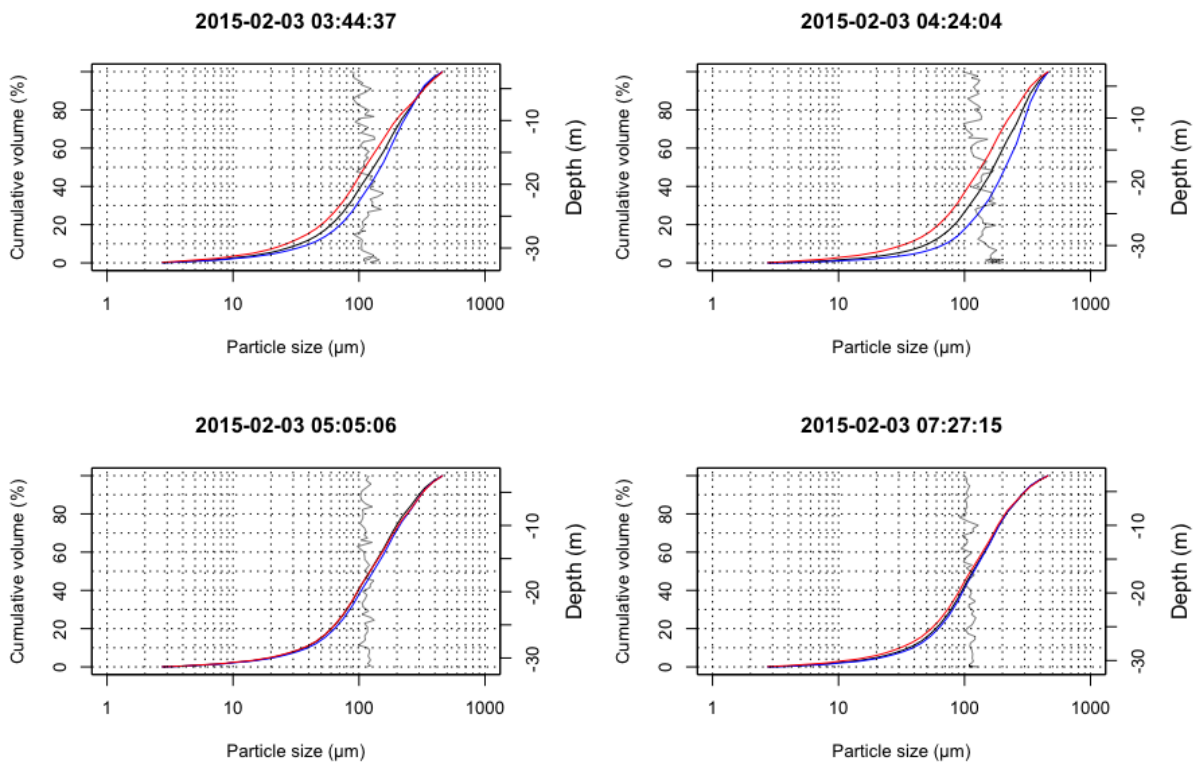 2015-02-03 03:44:37
2015-02-03 04:24:04
Cumulative volume (%)
0 20 40 60 80
Depth (m)
-30 -20 -10
1 10 100 1000
Particle size (µm)
Cumulative volume (%)
0 20 40 60 80
Depth (m)
-30 -20 -10
1 10 100 1000
Particle size (µm)
2015-02-03 05:05:06
2015-02-03 07:27:15
Cumulative volume (%)
0 20 40 60 80
Depth (m)
-30 -20 -10
1 10 100 1000
Particle size (µm)
Cumulative volume (%)
0 20 40 60 80
Depth (m)
-30 -20 -10
1 10 100 1000
Particle size (µm)